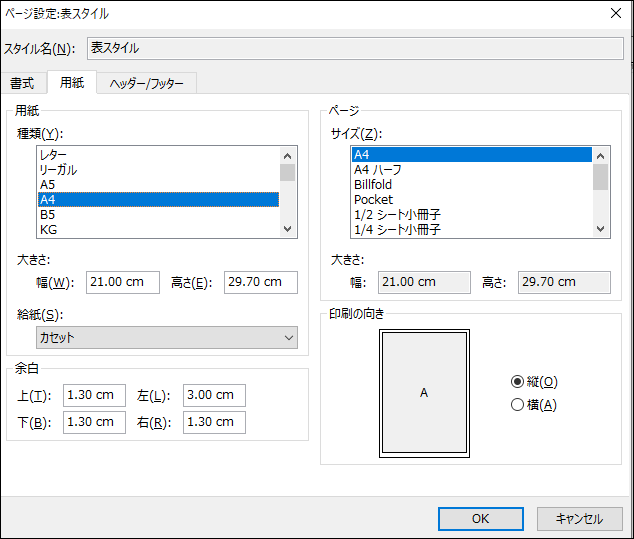 ページ設定:表スタイル
スタイル名(N): 表スタイル
書式 用紙 ヘッダー/フッター
用紙
種類(Y):
レター
リーガル
A5
A4
B5
KG
大きさ:
幅(W): 21.00 cm 高さ(E): 29.70 cm
給紙(S):
カセット
余白
上(T): 1.30 cm 左(L): 3.00 cm
下(B): 1.30 cm 右(R): 1.30 cm
ページ
サイズ(Z):
A4
A4 ハーフ
Billfold
Pocket
1/2 シート小冊子
1/4 シート小冊子
大きさ:
幅: 21.00 cm 高さ: 29.70 cm
印刷の向き
A
縦(O)
横(A)
OK キャンセル